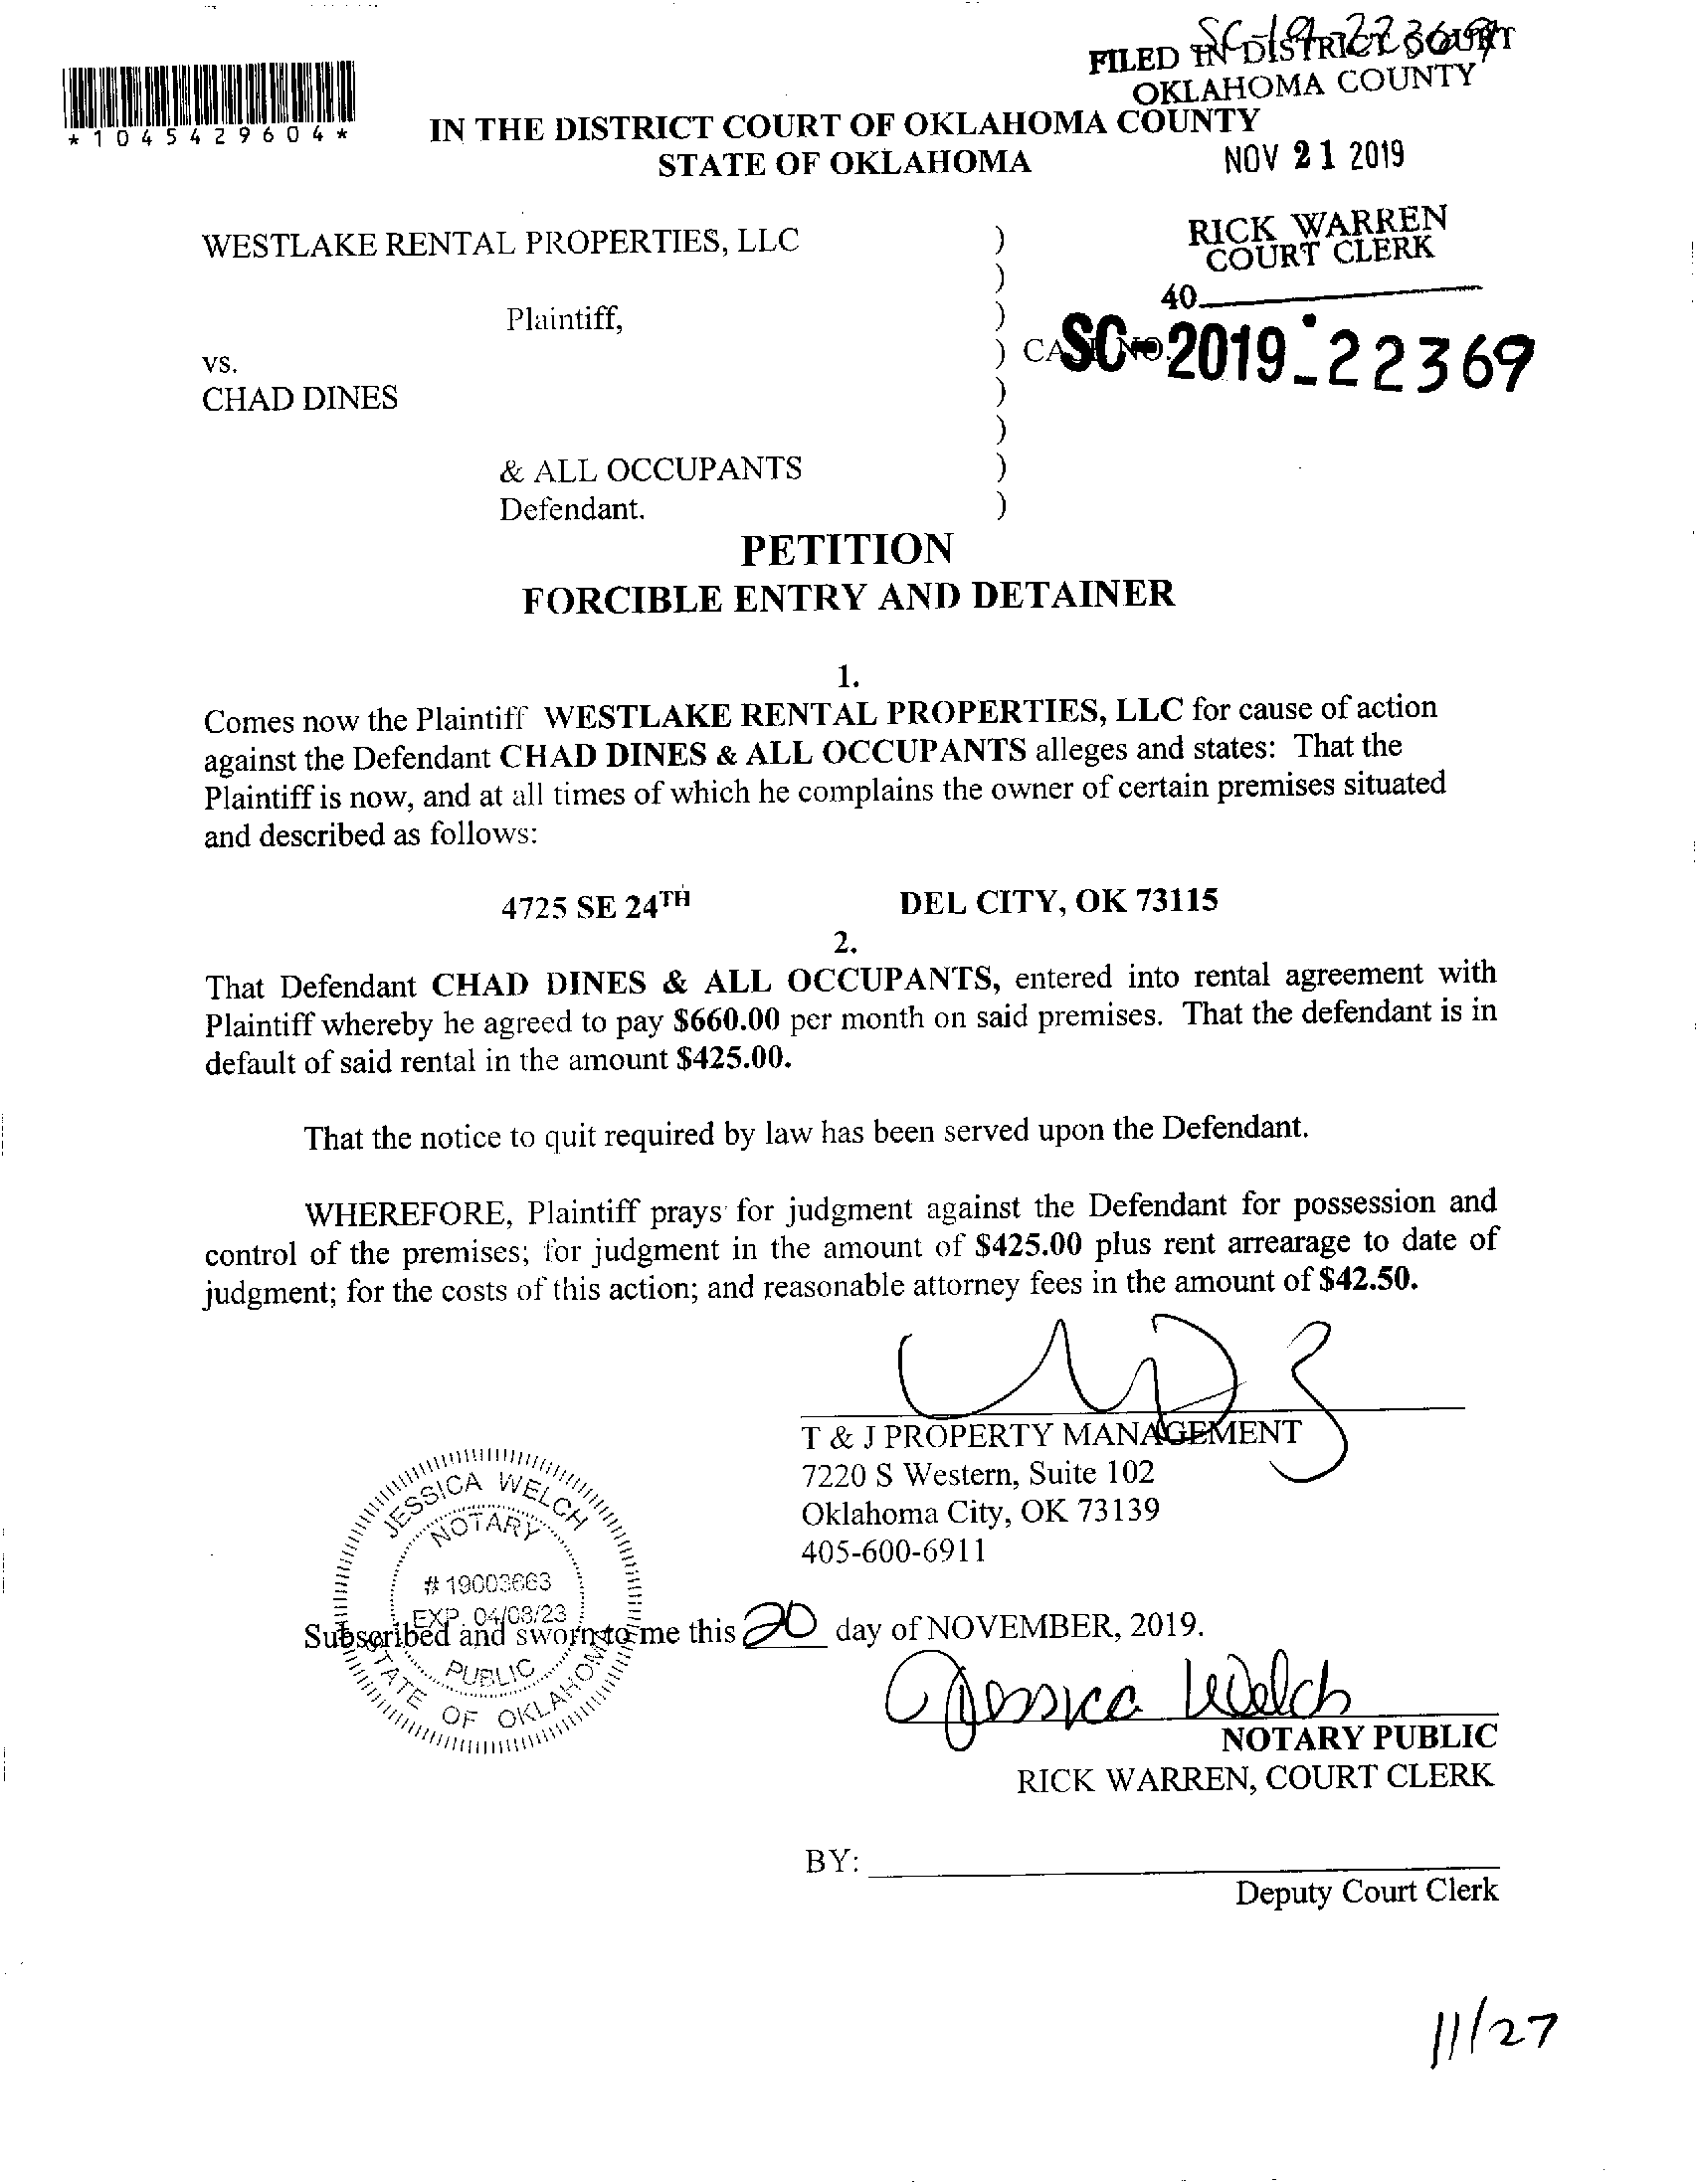 SC-19-22369
FILED IN DISTRICT COURT
OKLAHOMA COUNTY
*1045429604*
IN THE DISTRICT COURT OF OKLAHOMA COUNTY
STATE OF OKLAHOMA
NOV 21 2019
RICK WARREN
COURT CLERK
40
WESTLAKE RENTAL PROPERTIES, LLC )
)
Plaintiff, )
) CASE NO. SC-2019-22369
vs.
CHAD DINES )
)
& ALL OCCUPANTS )
Defendant. )
PETITION
FORCIBLE ENTRY AND DETAINER
1.
Comes now the Plaintiff WESTLAKE RENTAL PROPERTIES, LLC for cause of action
against the Defendant CHAD DINES & ALL OCCUPANTS alleges and states: That the
Plaintiff is now, and at all times of which he complains the owner of certain premises situated
and described as follows:
4725 SE 24TH DEL CITY, OK 73115
2.
That Defendant CHAD DINES & ALL OCCUPANTS, entered into rental agreement with
Plaintiff whereby he agreed to pay $660.00 per month on said premises. That the defendant is in
default of said rental in the amount $425.00.
That the notice to quit required by law has been served upon the Defendant.
WHEREFORE, Plaintiff prays for judgment against the Defendant for possession and
control of the premises; for judgment in the amount of $425.00 plus rent arrearage to date of
judgment; for the costs of this action; and reasonable attorney fees in the amount of $42.50.
T & J PROPERTY MANAGEMENT
7220 S Western, Suite 102
Oklahoma City, OK 73139
405-600-6911
JESSICA WELCH
NOTARY
# 19003663
EXP. 04/08/23
PUBLIC
STATE OF OKLAHOMA
Subscribed and sworn to me this 20 day of NOVEMBER, 2019.
Jessica Welch
NOTARY PUBLIC
RICK WARREN, COURT CLERK
BY:
Deputy Court Clerk
11/27